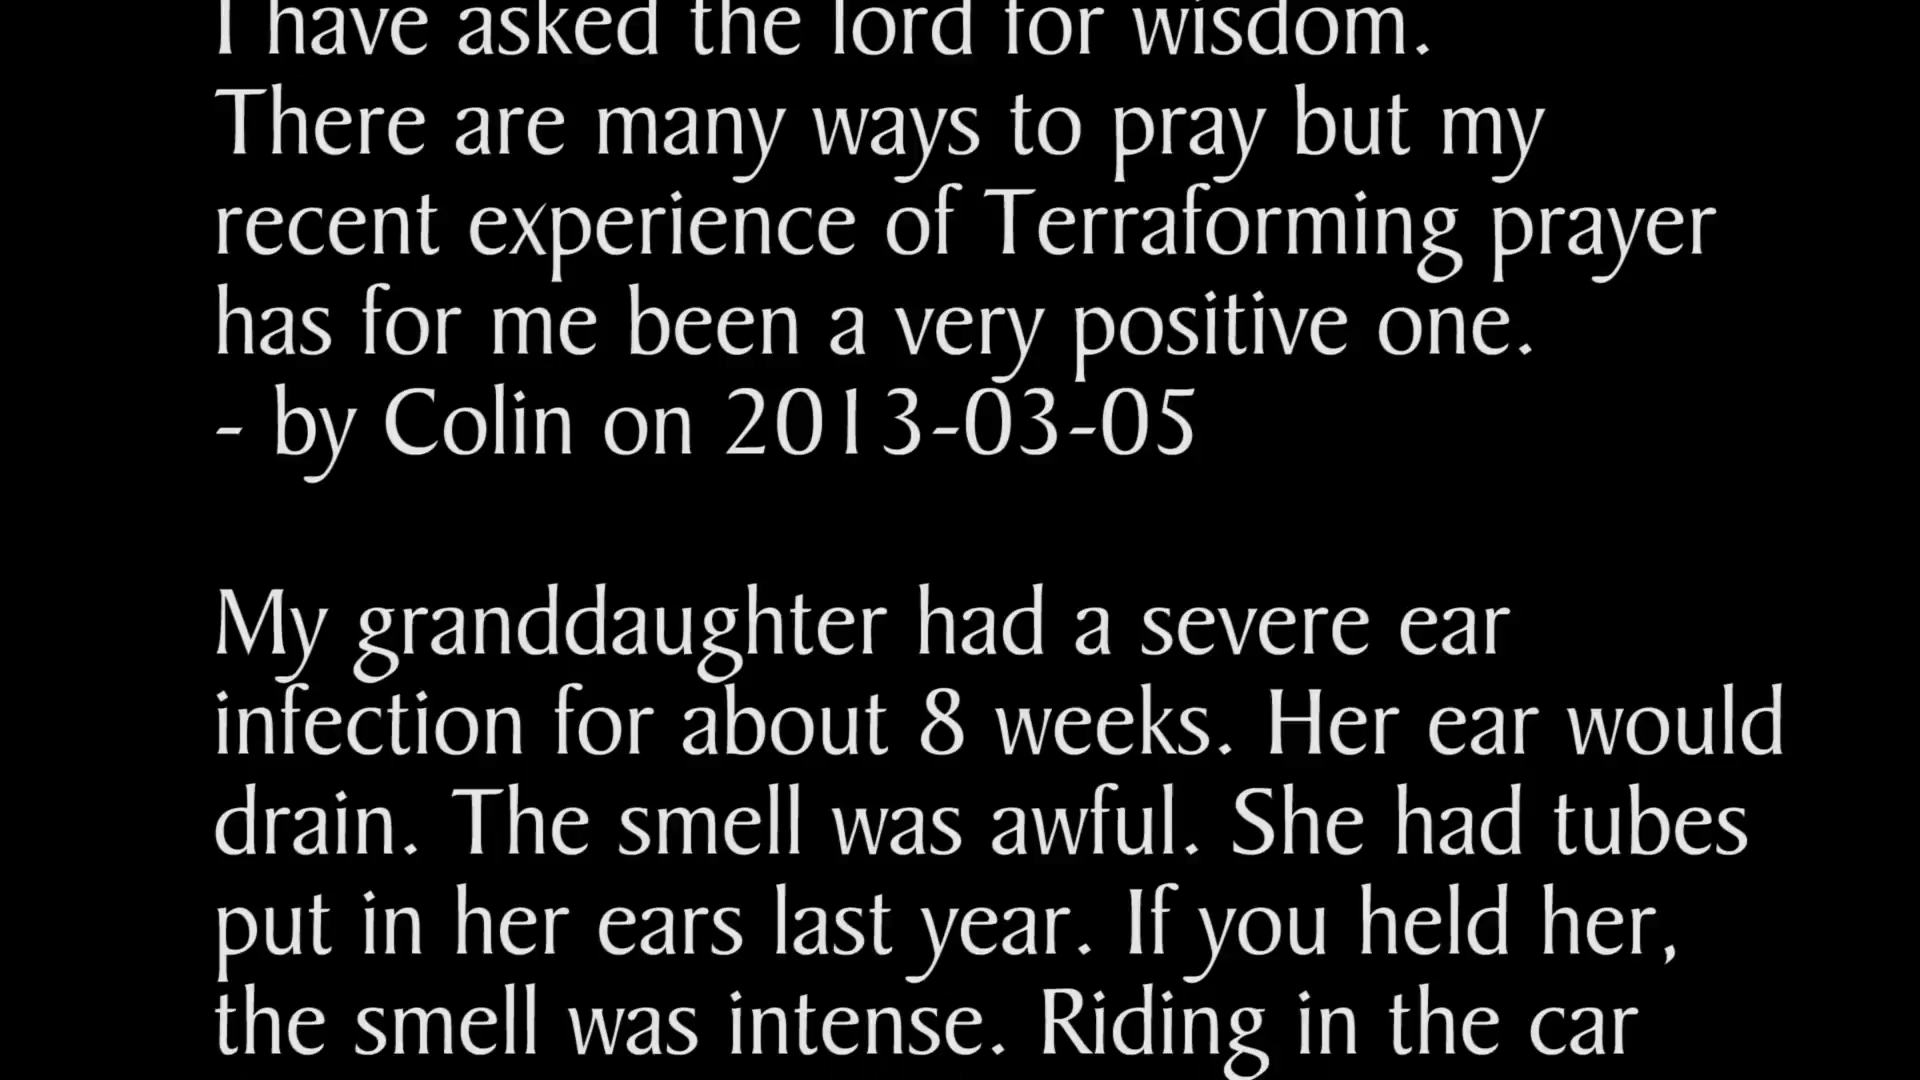 I have asked the lord for wisdom.
There are many ways to pray but my
recent experience of Terraforming prayer
has for me been a very positive one.
- by Colin on 2013-03-05
My granddaughter had a severe ear
infection for about 8 weeks. Her ear would
drain. The smell was awful. She had tubes
put in her ears last year. If you held her,
the smell was intense. Riding in the car